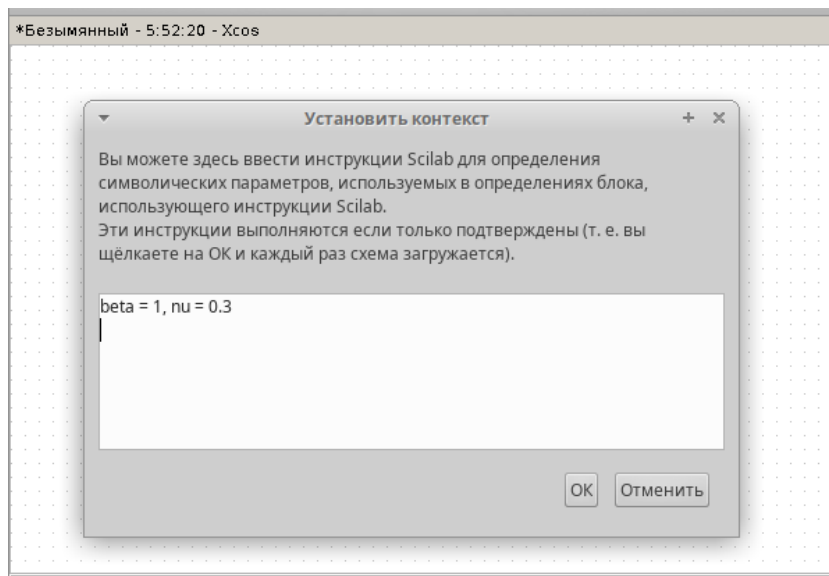 *Безымянный - 5:52:20 - Xcos
Установить контекст
Вы можете здесь ввести инструкции Scilab для определения
символических параметров, используемых в определениях блока,
использующего инструкции Scilab.
Эти инструкции выполняются если только подтверждены (т. е. вы
щёлкаете на ОК и каждый раз схема загружается).
beta = 1, nu = 0.3
ОК
Отменить